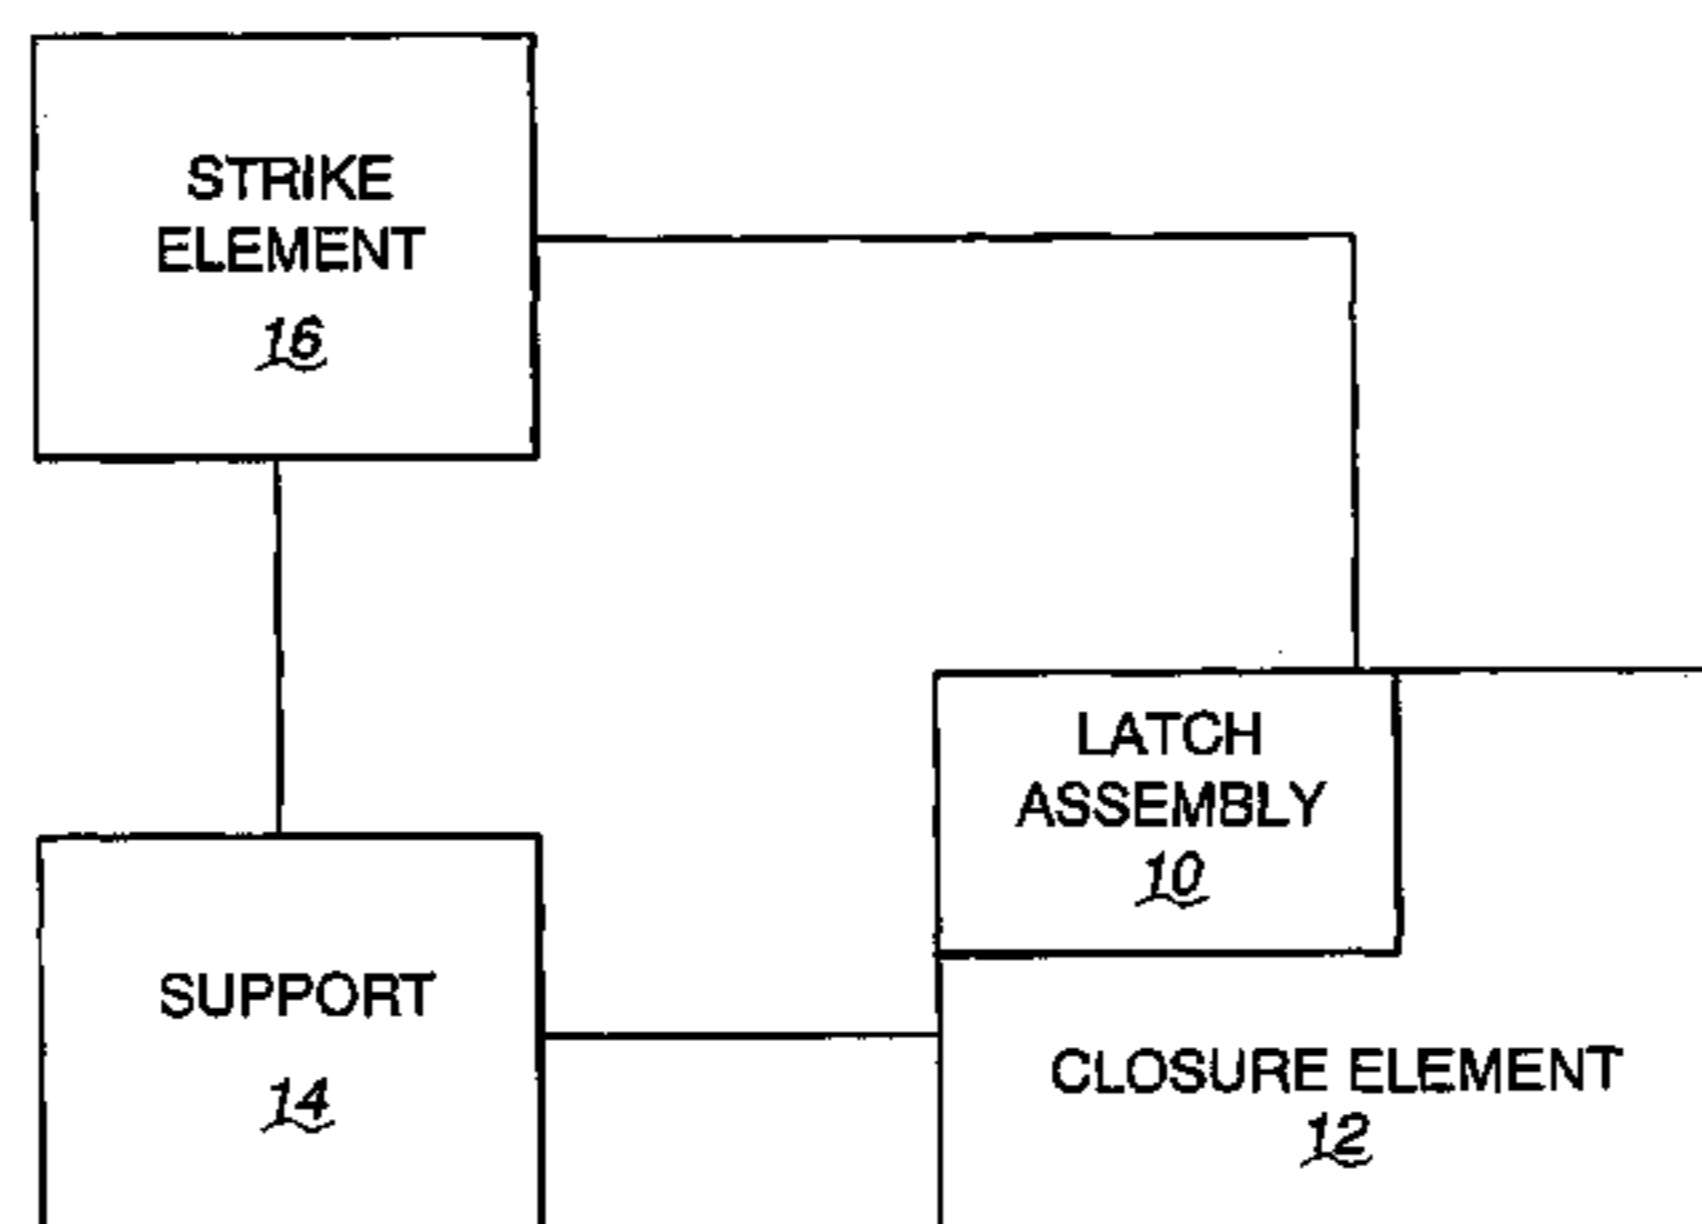 STRIKE
ELEMENT
16
LATCH
ASSEMBLY
10
SUPPORT
14
CLOSURE ELEMENT
12